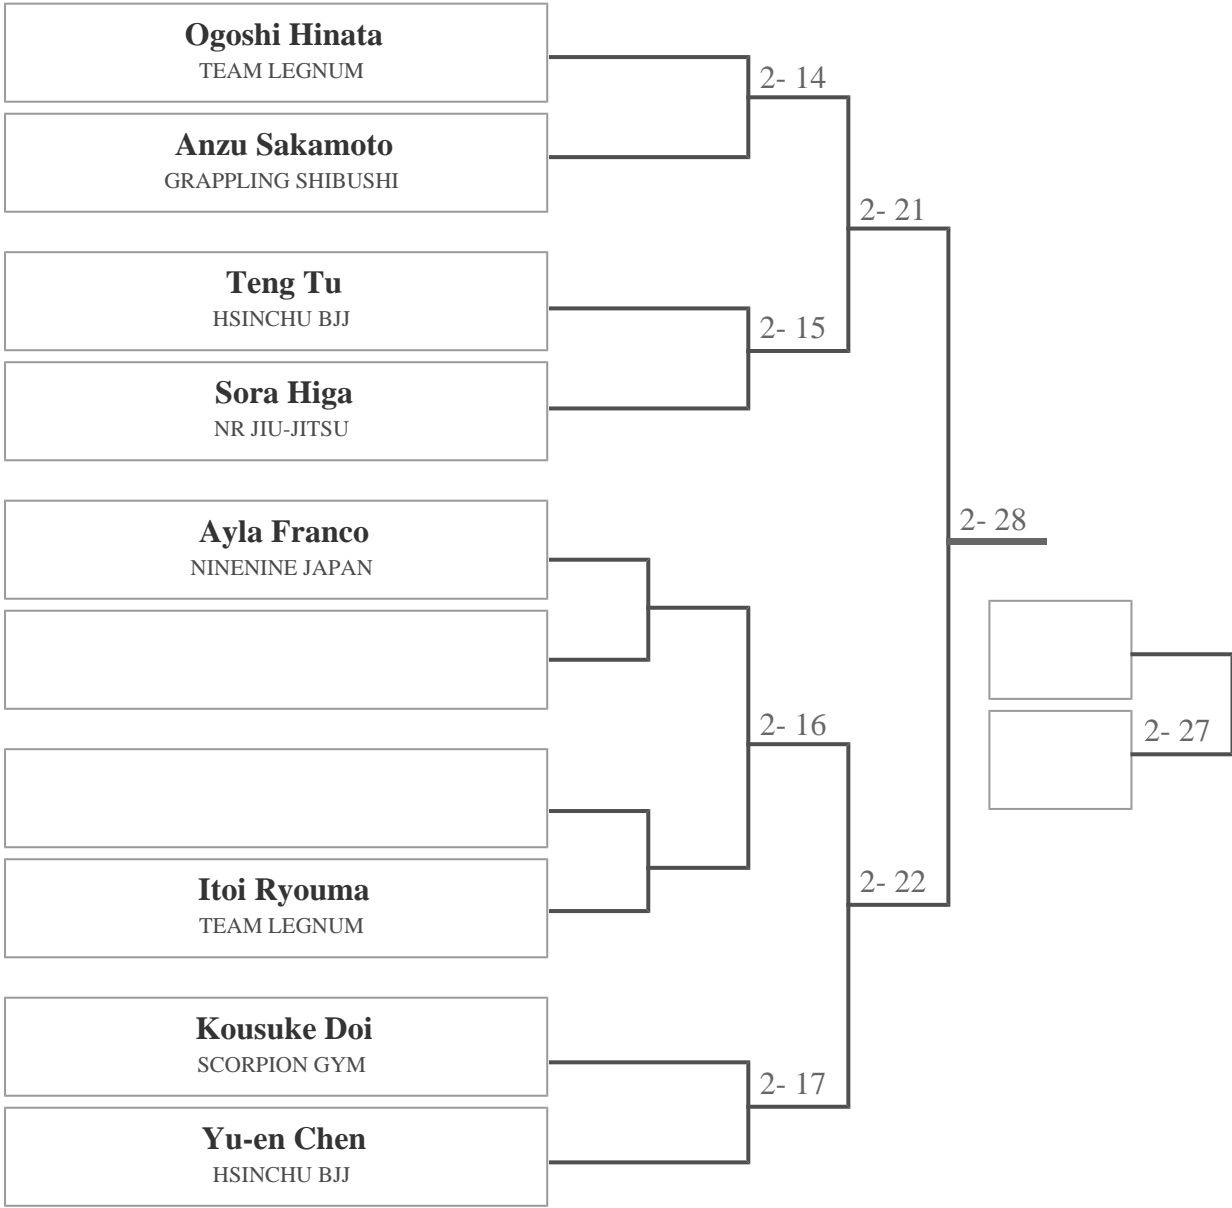 Ogoshi Hinata
TEAM LEGNUM
2- 14
Anzu Sakamoto
GRAPPLING SHIBUSHI
2- 21
Teng Tu
HSINCHU BJJ
2- 15
Sora Higa
NR JIU-JITSU
Ayla Franco
NINENINE JAPAN
2- 28
2- 16
2- 27
Itoi Ryouma
TEAM LEGNUM
2- 22
Kousuke Doi
SCORPION GYM
2- 17
Yu-en Chen
HSINCHU BJJ